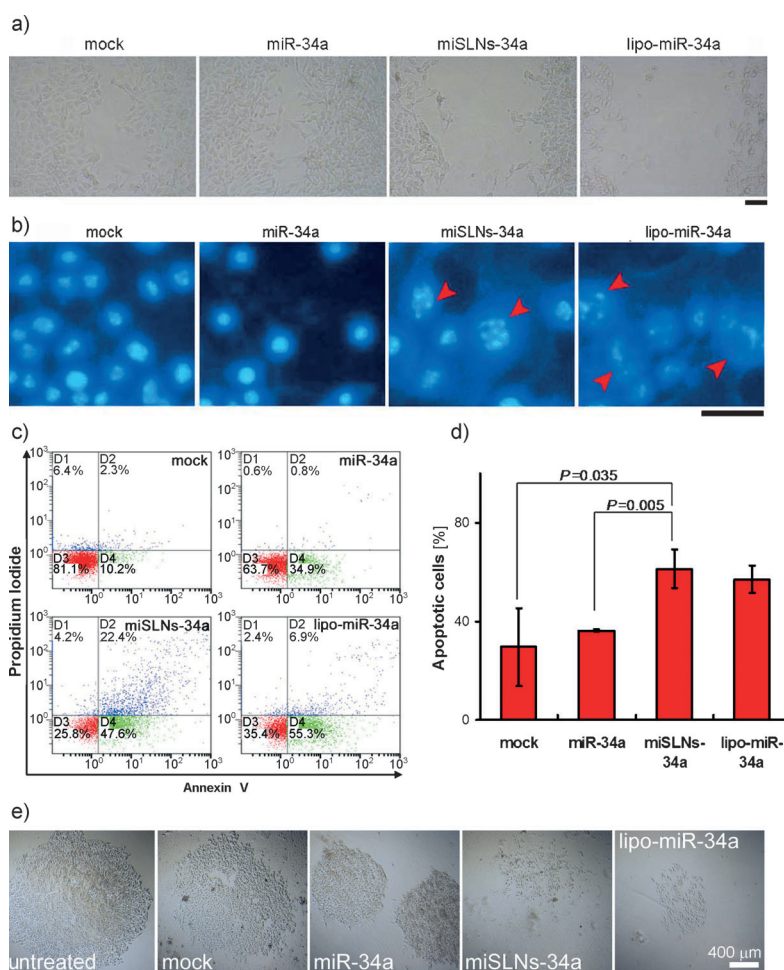 a)
mock miR-34a miSLNs-34a lipo-miR-34a
b)
mock miR-34a miSLNs-34a lipo-miR-34a
c)
10³ D1 D2 mock
6.4% 2.3%
10²
10¹
10⁰
D3 D4
81.1% 10.2%
10⁰ 10¹ 10² 10³
10³ D1 D2 miR-34a
0.6% 0.8%
10²
10¹
10⁰
D3 D4
63.7% 34.9%
10⁰ 10¹ 10² 10³
10³ D1 D2 miSLNs-34a
4.2% 22.4%
10²
10¹
10⁰
D3 D4
25.8% 47.6%
10⁰ 10¹ 10² 10³
10³ D1 D2 lipo-miR-34a
2.4% 6.9%
10²
10¹
10⁰
D3 D4
35.4% 55.3%
10⁰ 10¹ 10² 10³
Propidium Iodide
Annexin V
d)
P=0.035
P=0.005
Apoptotic cells [%]
80
40
0
mock miR-34a miSLNs- lipo-miR-
34a 34a
e)
untreated mock miR-34a miSLNs-34a lipo-miR-34a
400 μm